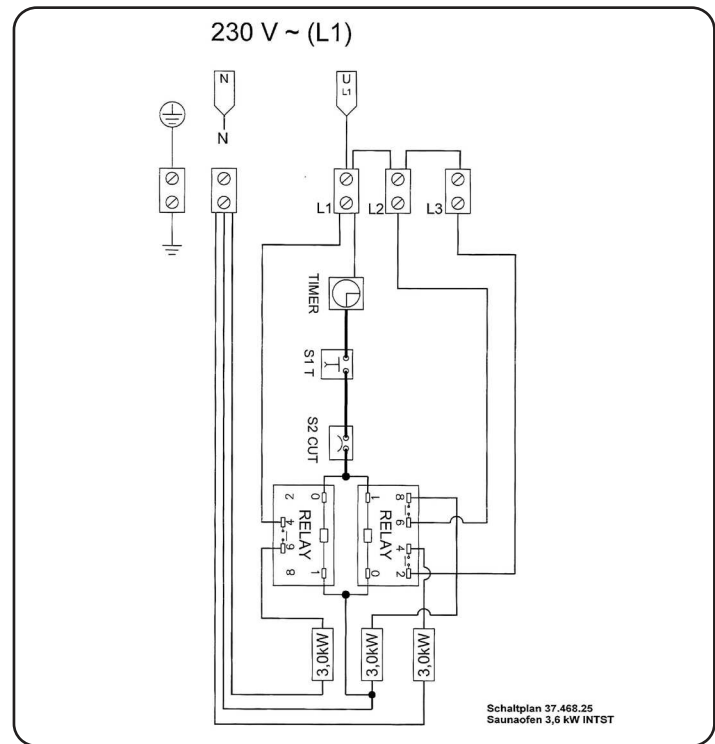 230 V ~ (L1)
N
U
L1
N
L1
L2
L3
TIMER
S1 T
S2 CUT
2 0
4
6
8 1
RELAY
1 8
6
4
0 2
RELAY
3,0kW
3,0kW
3,0kW
Schaltplan 37.468.25
Saunaofen 3,6 kW INTST